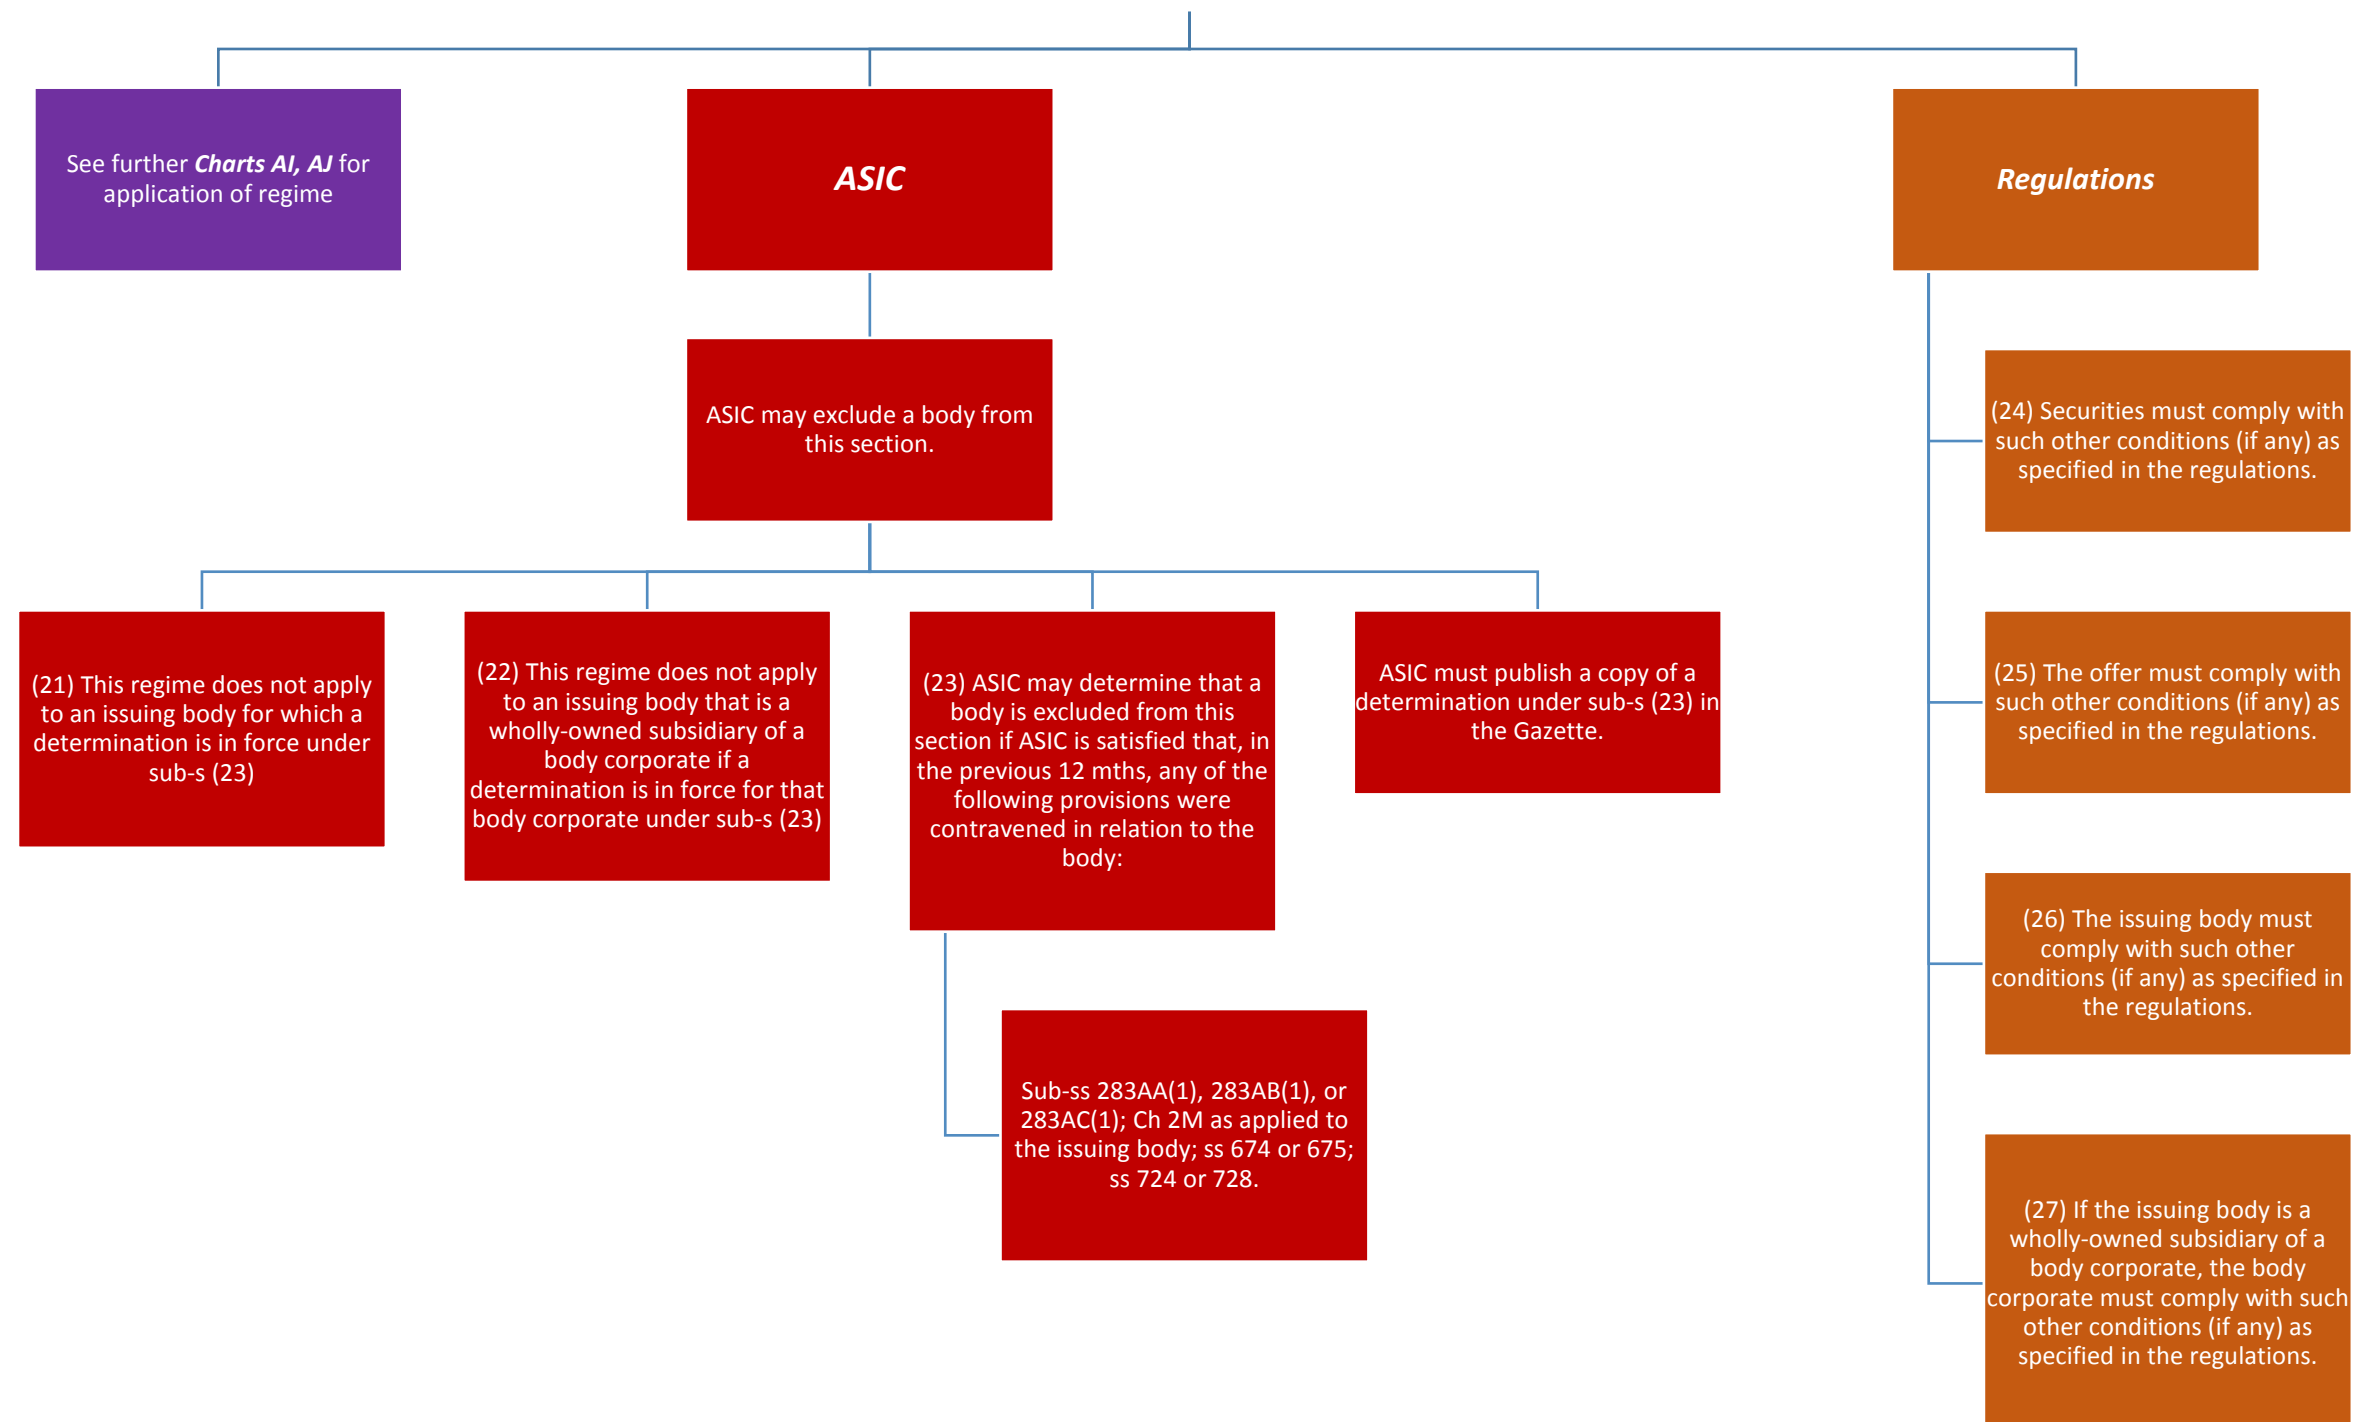 See further Charts AI, AJ for
application of regime
ASIC
Regulations
ASIC may exclude a body from
this section.
(21) This regime does not apply
to an issuing body for which a
determination is in force under
sub-s (23)
(22) This regime does not apply
to an issuing body that is a
wholly-owned subsidiary of a
body corporate if a
determination is in force for that
body corporate under sub-s (23)
(23) ASIC may determine that a
body is excluded from this
section if ASIC is satisfied that, in
the previous 12 mths, any of the
following provisions were
contravened in relation to the
body:
Sub-ss 283AA(1), 283AB(1), or
283AC(1); Ch 2M as applied to
the issuing body; ss 674 or 675;
ss 724 or 728.
ASIC must publish a copy of a
determination under sub-s (23) in
the Gazette.
(24) Securities must comply with
such other conditions (if any) as
specified in the regulations.
(25) The offer must comply with
such other conditions (if any) as
specified in the regulations.
(26) The issuing body must
comply with such other
conditions (if any) as specified in
the regulations.
(27) If the issuing body is a
wholly-owned subsidiary of a
body corporate, the body
corporate must comply with such
other conditions (if any) as
specified in the regulations.